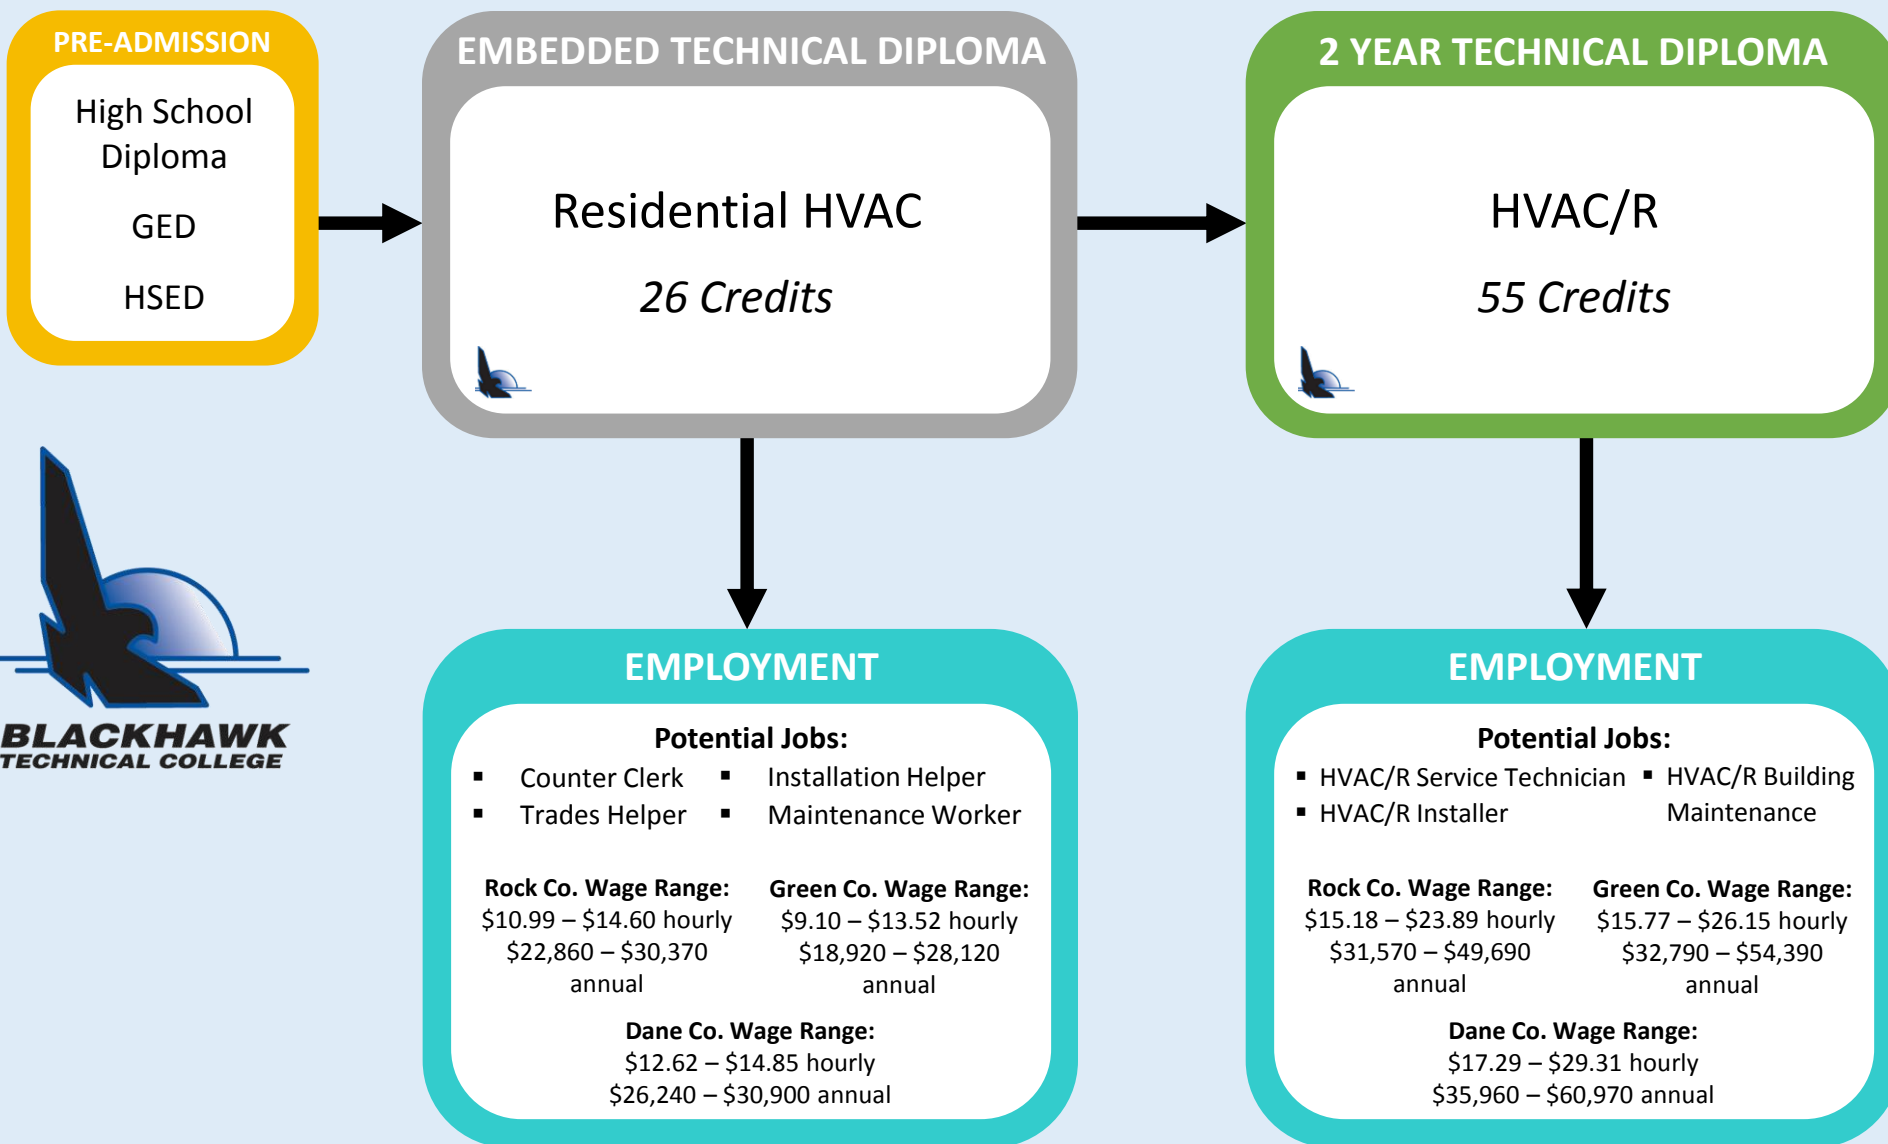 PRE-ADMISSION
High School
Diploma
GED
HSED
EMBEDDED TECHNICAL DIPLOMA
Residential HVAC
26 Credits
2 YEAR TECHNICAL DIPLOMA
HVAC/R
55 Credits
BLACKHAWK
TECHNICAL COLLEGE
EMPLOYMENT
Potential Jobs:
▪ Counter Clerk ▪ Installation Helper
▪ Trades Helper ▪ Maintenance Worker
Rock Co. Wage Range:
$10.99 – $14.60 hourly
$22,860 – $30,370
annual
Green Co. Wage Range:
$9.10 – $13.52 hourly
$18,920 – $28,120
annual
Dane Co. Wage Range:
$12.62 – $14.85 hourly
$26,240 – $30,900 annual
EMPLOYMENT
Potential Jobs:
▪ HVAC/R Service Technician
▪ HVAC/R Installer
▪ HVAC/R Building
Maintenance
Rock Co. Wage Range:
$15.18 – $23.89 hourly
$31,570 – $49,690
annual
Green Co. Wage Range:
$15.77 – $26.15 hourly
$32,790 – $54,390
annual
Dane Co. Wage Range:
$17.29 – $29.31 hourly
$35,960 – $60,970 annual